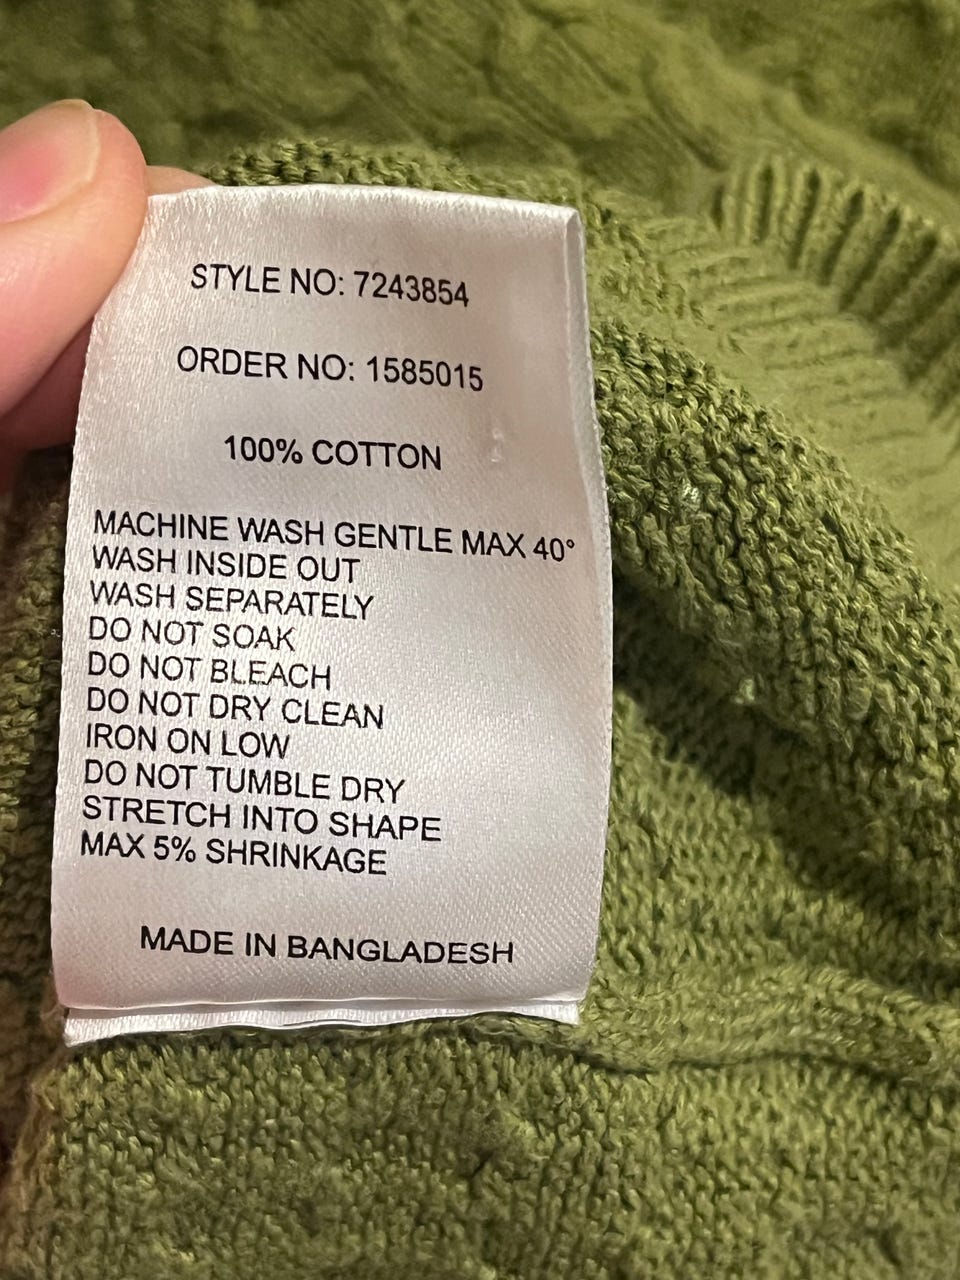 STYLE NO: 7243854
ORDER NO: 1585015
100% COTTON
MACHINE WASH GENTLE MAX 40°
WASH INSIDE OUT
WASH SEPARATELY
DO NOT SOAK
DO NOT BLEACH
DO NOT DRY CLEAN
IRON ON LOW
DO NOT TUMBLE DRY
STRETCH INTO SHAPE
MAX 5% SHRINKAGE
MADE IN BANGLADESH